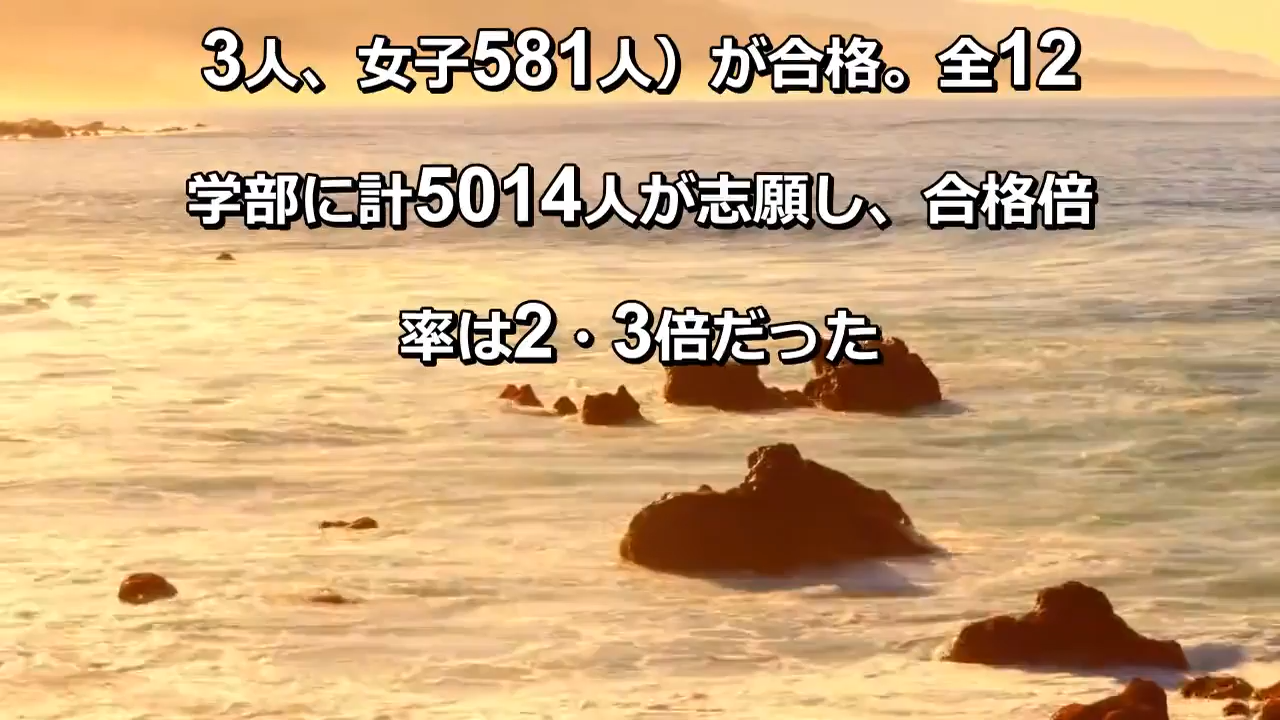 3人、女子581人）が合格。全12
学部に計5014人が志願し、合格倍
率は2・3倍だった